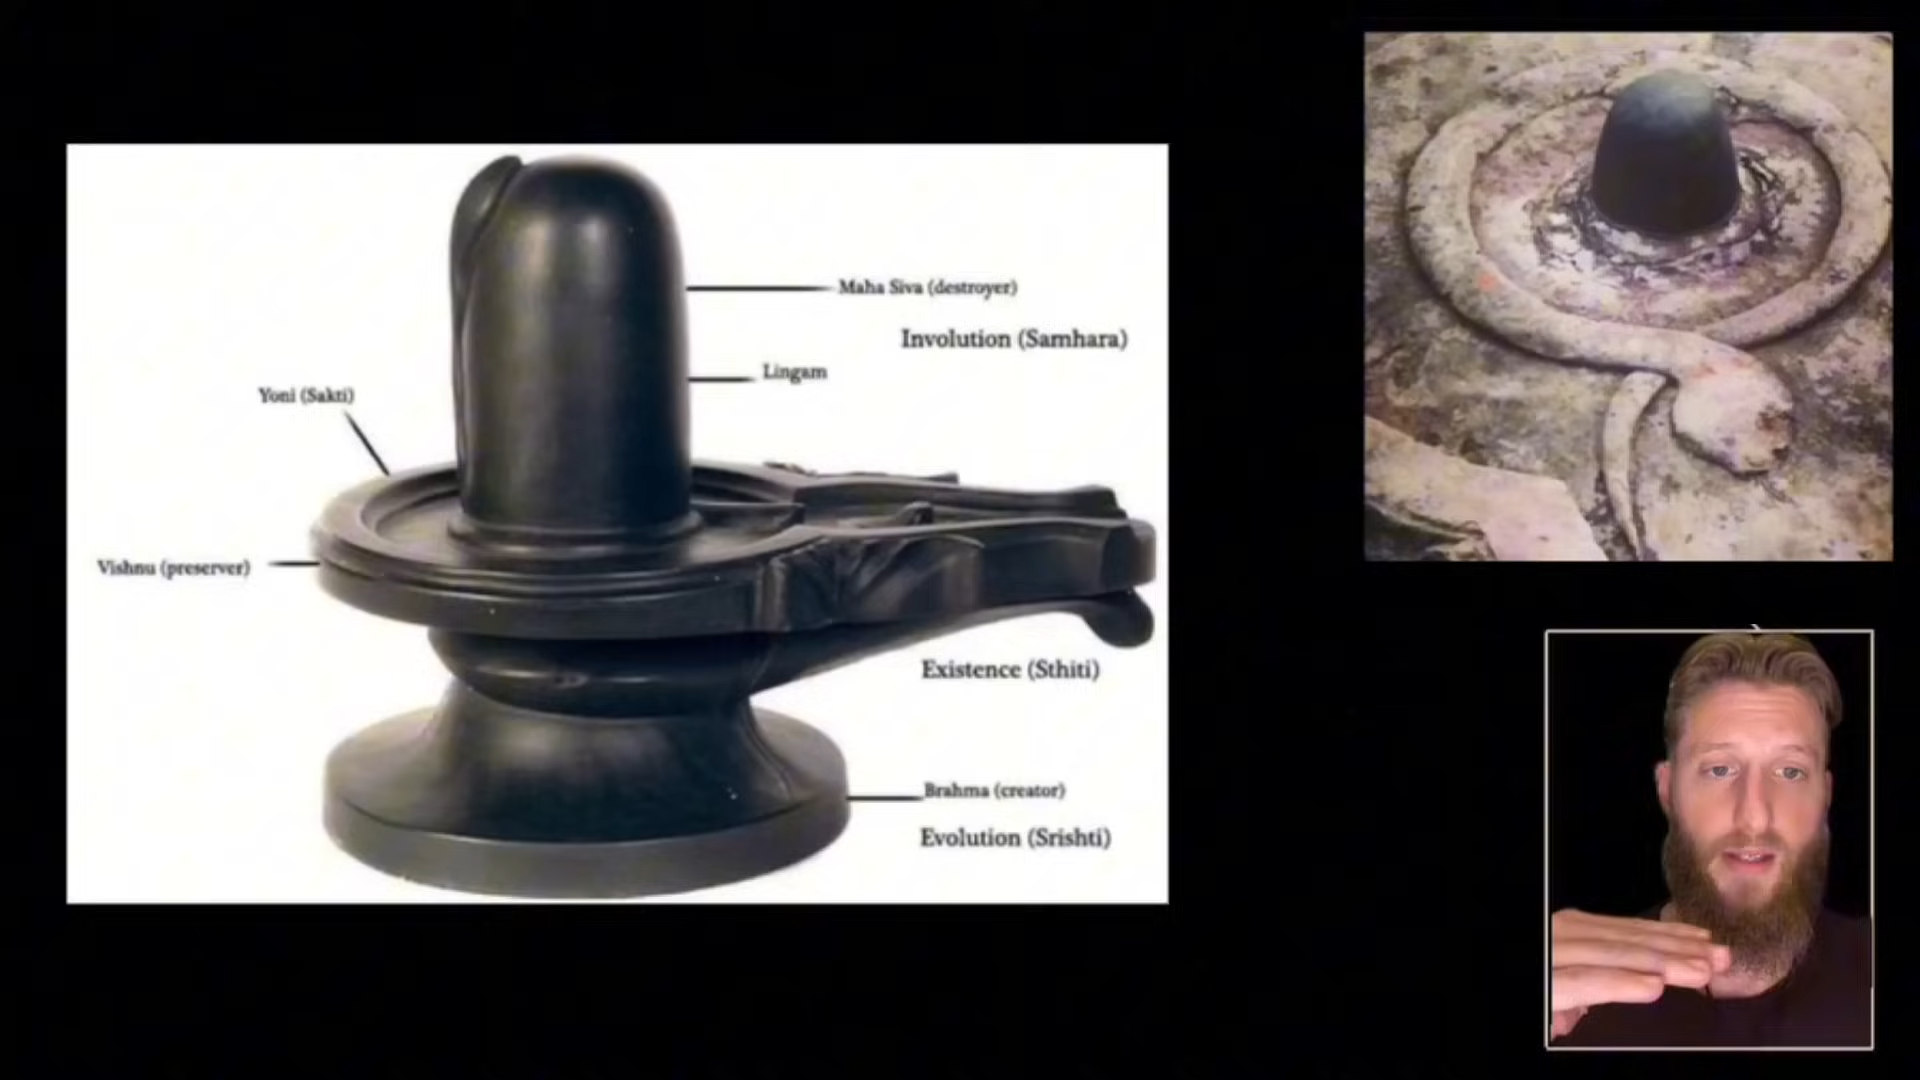 Maha Siva (destroyer)
Involution (Samhara)
Lingam
Yoni (Sakti)
Vishnu (preserver)
Existence (Sthiti)
Brahma (creator)
Evolution (Srishti)